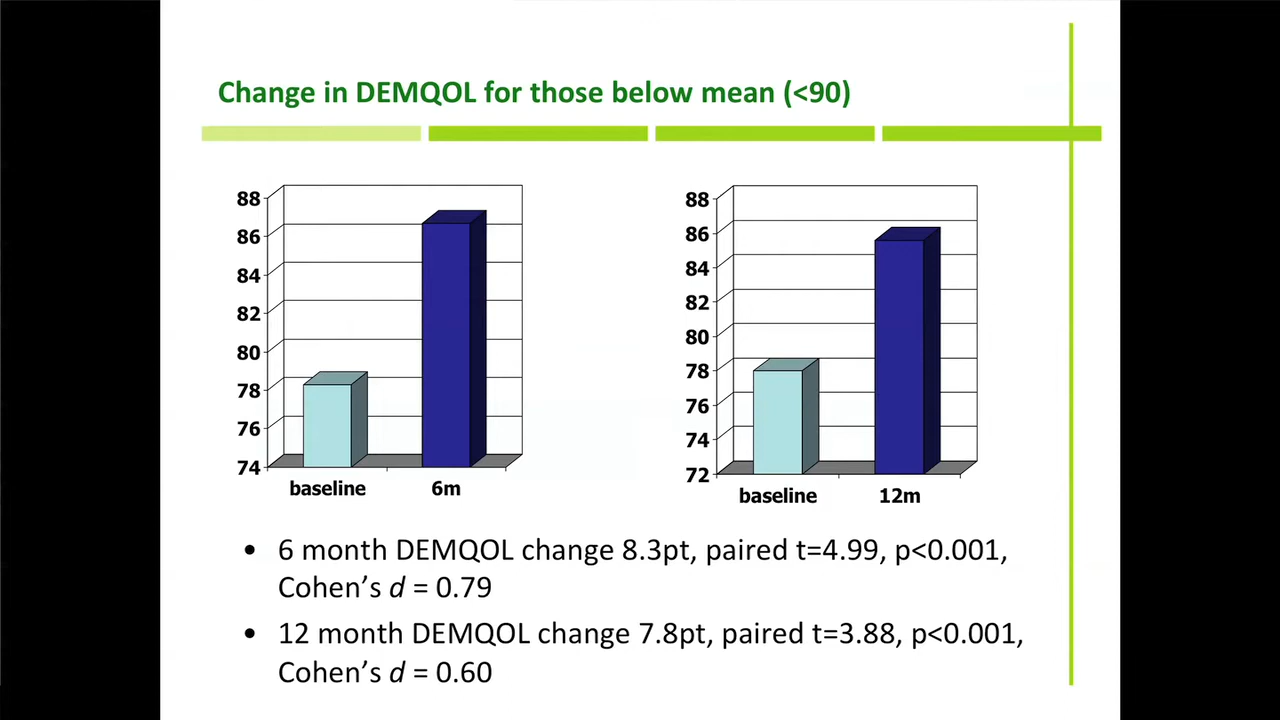 Change in DEMQOL for those below mean (<90)
88
86
84
82
80
78
76
74
baseline
6m
88
86
84
82
80
78
76
74
72
baseline
12m
• 6 month DEMQOL change 8.3pt, paired t=4.99, p<0.001,
Cohen’s d = 0.79
• 12 month DEMQOL change 7.8pt, paired t=3.88, p<0.001,
Cohen’s d = 0.60